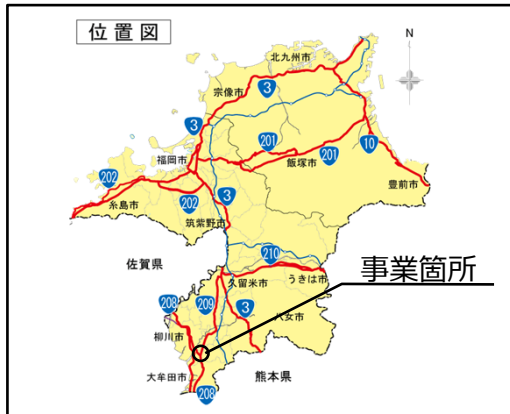 位置図
N
北九州市
宗像市
3
3
201
10
福岡市
飯塚市
201
202
豊前市
糸島市
202
3
筑紫野市
佐賀県
210
久留米市
うきは市
事業箇所
208
209
3
八女市
柳川市
大牟田市
熊本県
208